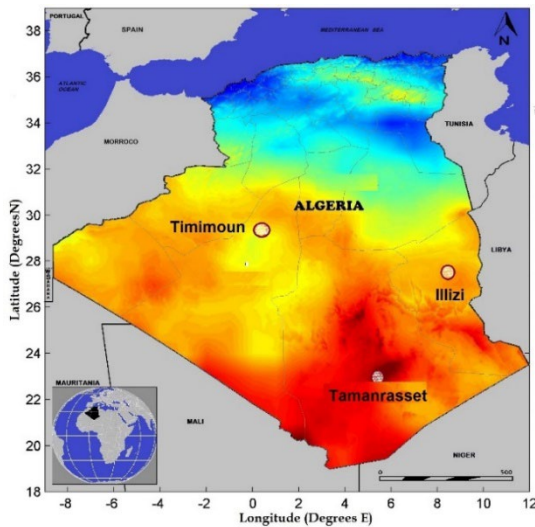 PORTUGAL
SPAIN
MEDITERRANEAN SEA
N
ATLANTIC
OCEAN
MORROCO
TUNISIA
ALGERIA
Timimoun
LIBYA
Illizi
MAURITANIA
Tamanrasset
MALI
NIGER
0
500
38
36
34
32
30
28
26
24
22
20
18
Latitude (DegreesN)
-8 -6 -4 -2 0 2 4 6 8 10 12
Longitude (Degrees E)